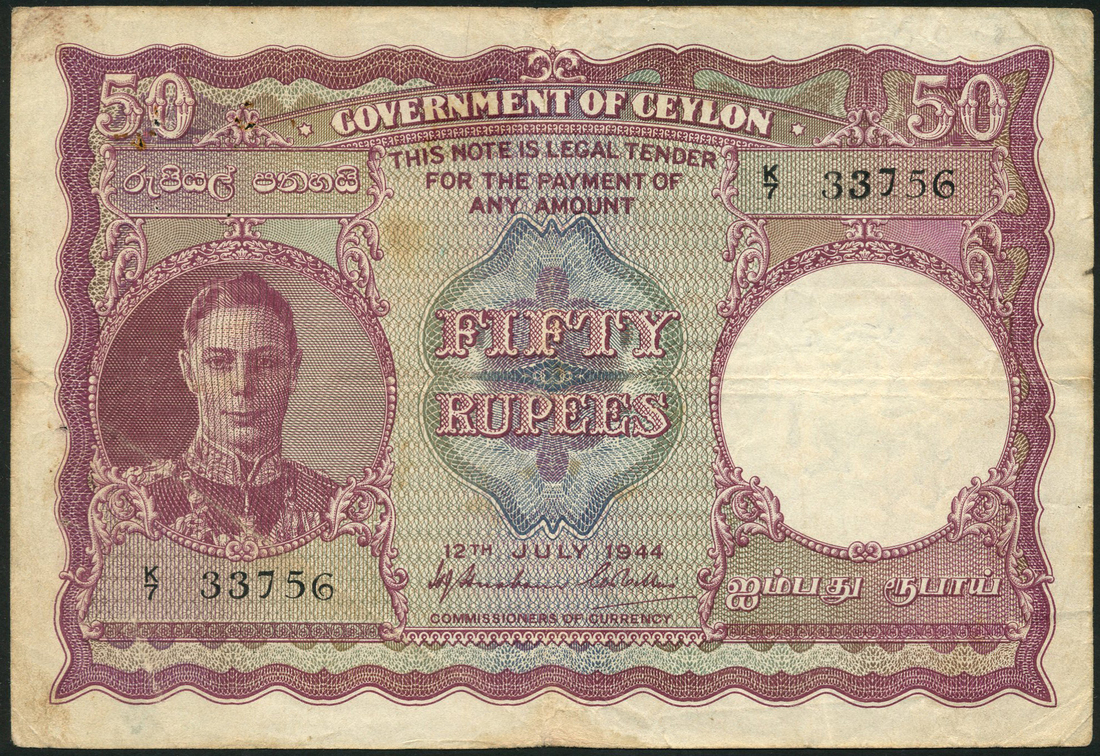 50 50
GOVERNMENT OF CEYLON
රුපියල් පනහයි
THIS NOTE IS LEGAL TENDER
FOR THE PAYMENT OF
ANY AMOUNT
K/7 33756
FIFTY
RUPEES
12TH JULY 1944
COMMISSIONERS OF CURRENCY
K/7 33756
ஐம்பது ரூபாய்